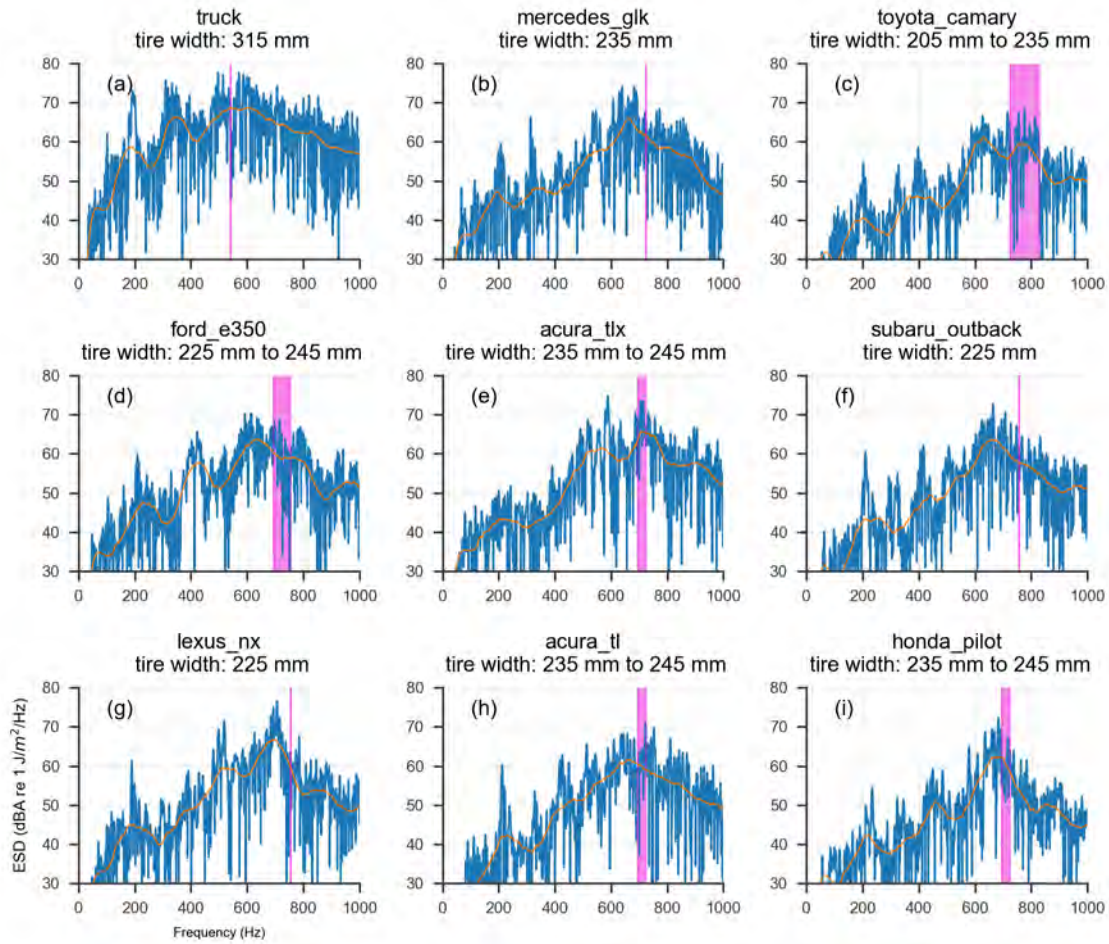 truck
tire width: 315 mm
mercedes_glk
tire width: 235 mm
toyota_camary
tire width: 205 mm to 235 mm
80
70
60
50
40
30
(a)
0 200 400 600 800 1000
80
70
60
50
40
30
(b)
0 200 400 600 800 1000
80
70
60
50
40
30
(c)
0 200 400 600 800 1000
ford_e350
tire width: 225 mm to 245 mm
acura_tlx
tire width: 235 mm to 245 mm
subaru_outback
tire width: 225 mm
80
70
60
50
40
30
(d)
0 200 400 600 800 1000
80
70
60
50
40
30
(e)
0 200 400 600 800 1000
80
70
60
50
40
30
(f)
0 200 400 600 800 1000
lexus_nx
tire width: 225 mm
acura_tl
tire width: 235 mm to 245 mm
honda_pilot
tire width: 235 mm to 245 mm
ESD (dBA re 1 J/m²/Hz)
80
70
60
50
40
30
(g)
0 200 400 600 800 1000
80
70
60
50
40
30
(h)
0 200 400 600 800 1000
80
70
60
50
40
30
(i)
0 200 400 600 800 1000
Frequency (Hz)